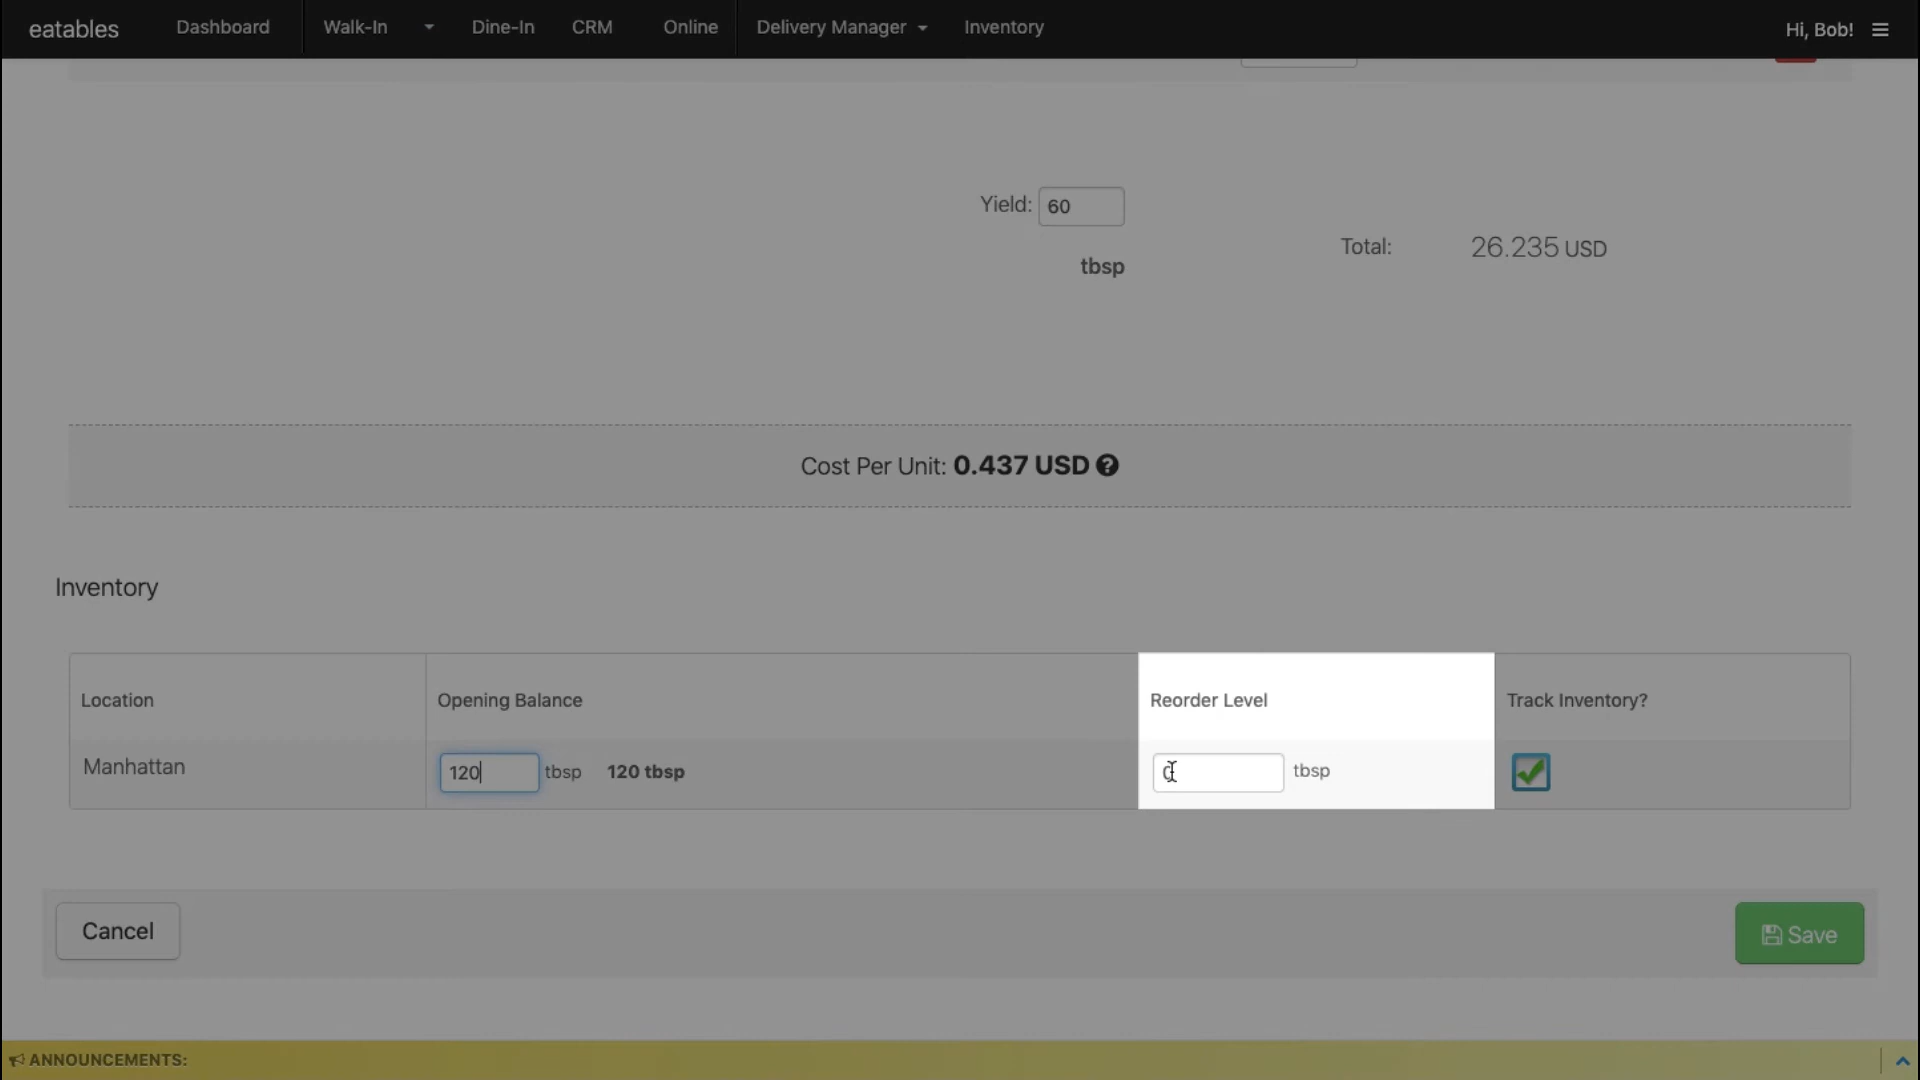 eatables Dashboard Walk-In Dine-In CRM Online Delivery Manager Inventory Hi, Bob!
Yield: 60
tbsp
Total: 26.235 USD
Cost Per Unit: 0.437 USD
Inventory
Location Opening Balance Reorder Level Track Inventory?
Manhattan 120 tbsp 120 tbsp 0 tbsp
Cancel Save
ANNOUNCEMENTS: